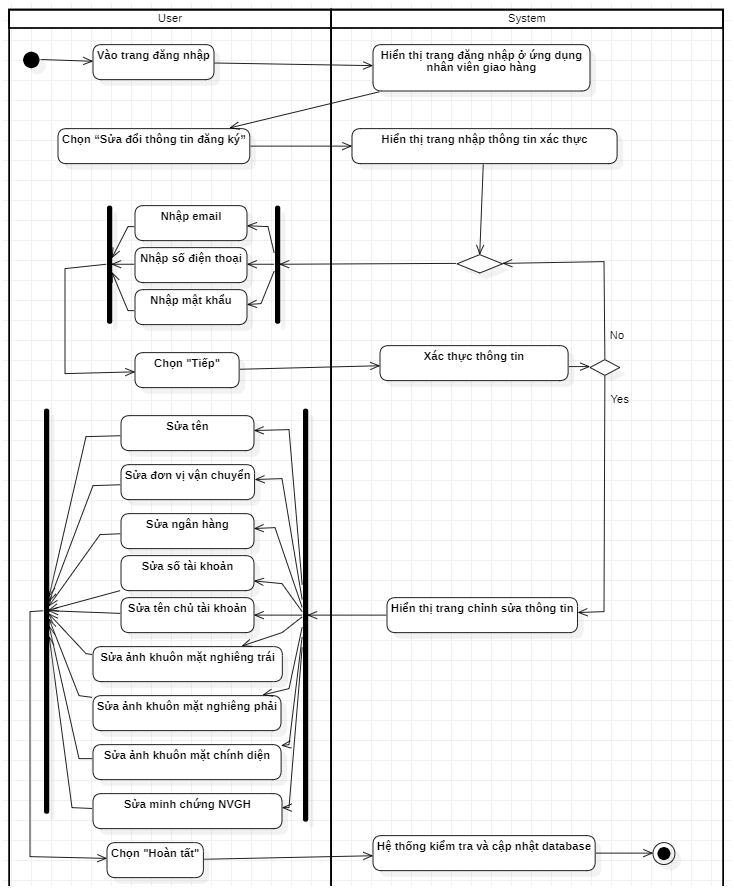 User
System
Vào trang đăng nhập
Hiển thị trang đăng nhập ở ứng dụng
nhân viên giao hàng
Chọn “Sửa đổi thông tin đăng ký”
Hiển thị trang nhập thông tin xác thực
Nhập email
Nhập số điện thoại
Nhập mật khẩu
No
Chọn "Tiếp"
Xác thực thông tin
Yes
Sửa tên
Sửa đơn vị vận chuyển
Sửa ngân hàng
Sửa số tài khoản
Sửa tên chủ tài khoản
Hiển thị trang chỉnh sửa thông tin
Sửa ảnh khuôn mặt nghiêng trái
Sửa ảnh khuôn mặt nghiêng phải
Sửa ảnh khuôn mặt chính diện
Sửa minh chứng NVGH
Chọn "Hoàn tất"
Hệ thống kiểm tra và cập nhật database